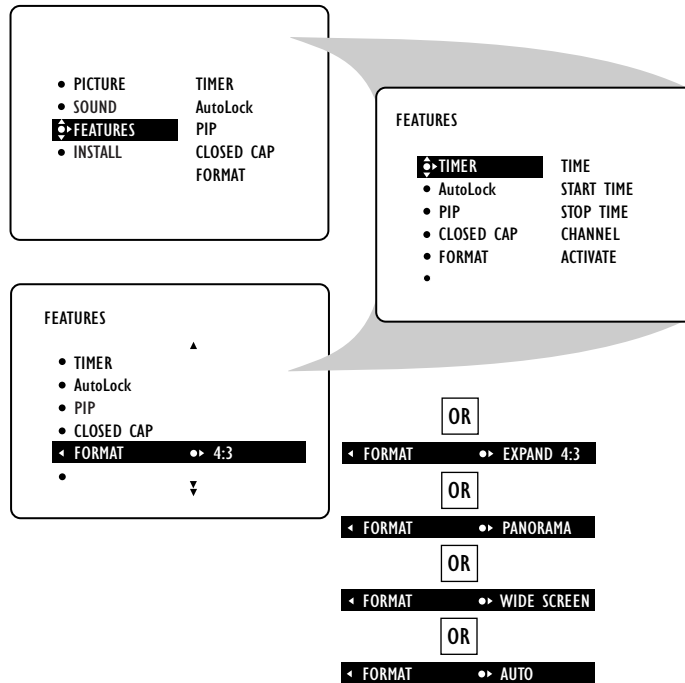 PICTURE TIMER
SOUND AutoLock
FEATURES PIP
INSTALL CLOSED CAP
FORMAT
FEATURES
TIMER TIME
AutoLock START TIME
PIP STOP TIME
CLOSED CAP CHANNEL
FORMAT ACTIVATE
FEATURES
TIMER
AutoLock
PIP
CLOSED CAP
FORMAT 4:3
OR
FORMAT EXPAND 4:3
OR
FORMAT PANORAMA
OR
FORMAT WIDE SCREEN
OR
FORMAT AUTO